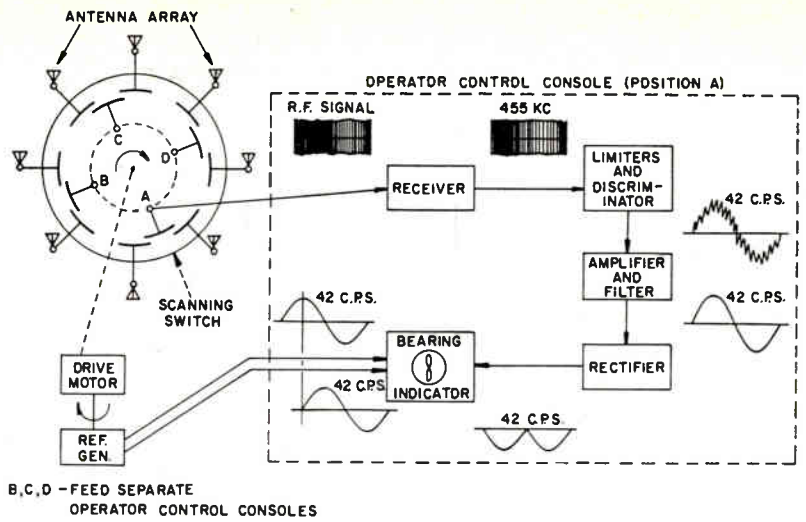 ANTENNA ARRAY
OPERATOR CONTROL CONSOLE (POSITION A)
R.F. SIGNAL
455 KC
C
D
B
A
RECEIVER
LIMITERS
AND
DISCRIM-
INATOR
42 C.P.S.
AMPLIFIER
AND
FILTER
42 C.P.S.
SCANNING
SWITCH
42 C.P.S.
BEARING
INDICATOR
RECTIFIER
DRIVE
MOTOR
42 C.P.S.
42 C.P.S.
REF.
GEN.
B,C,D - FEED SEPARATE
OPERATOR CONTROL CONSOLES